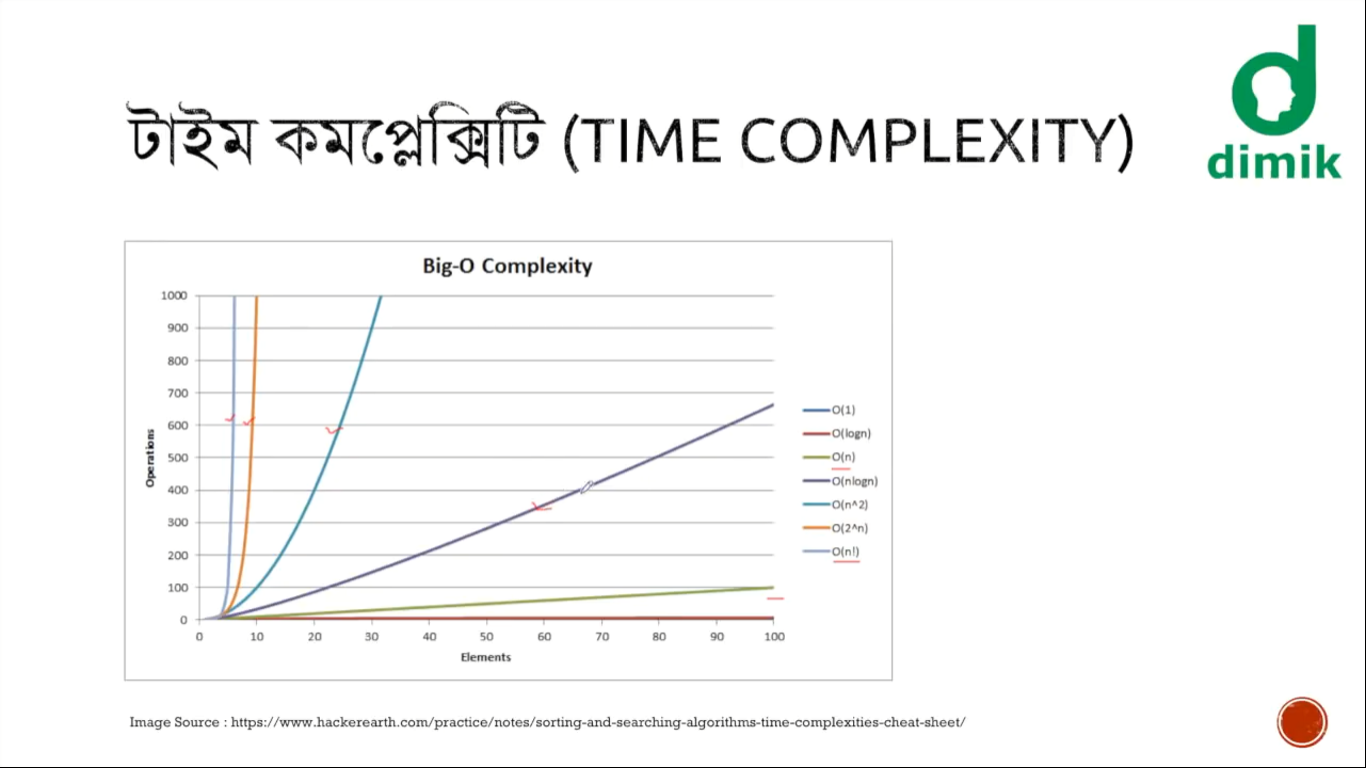 টাইম কমপ্লেক্সিটি (TIME COMPLEXITY)
dimik
Big-O Complexity
1000
900
800
700
600
500
400
300
200
100
0
Operations
0 10 20 30 40 50 60 70 80 90 100
Elements
O(1)
O(logn)
O(n)
O(nlogn)
O(n^2)
O(2^n)
O(n!)
Image Source : https://www.hackerearth.com/practice/notes/sorting-and-searching-algorithms-time-complexities-cheat-sheet/